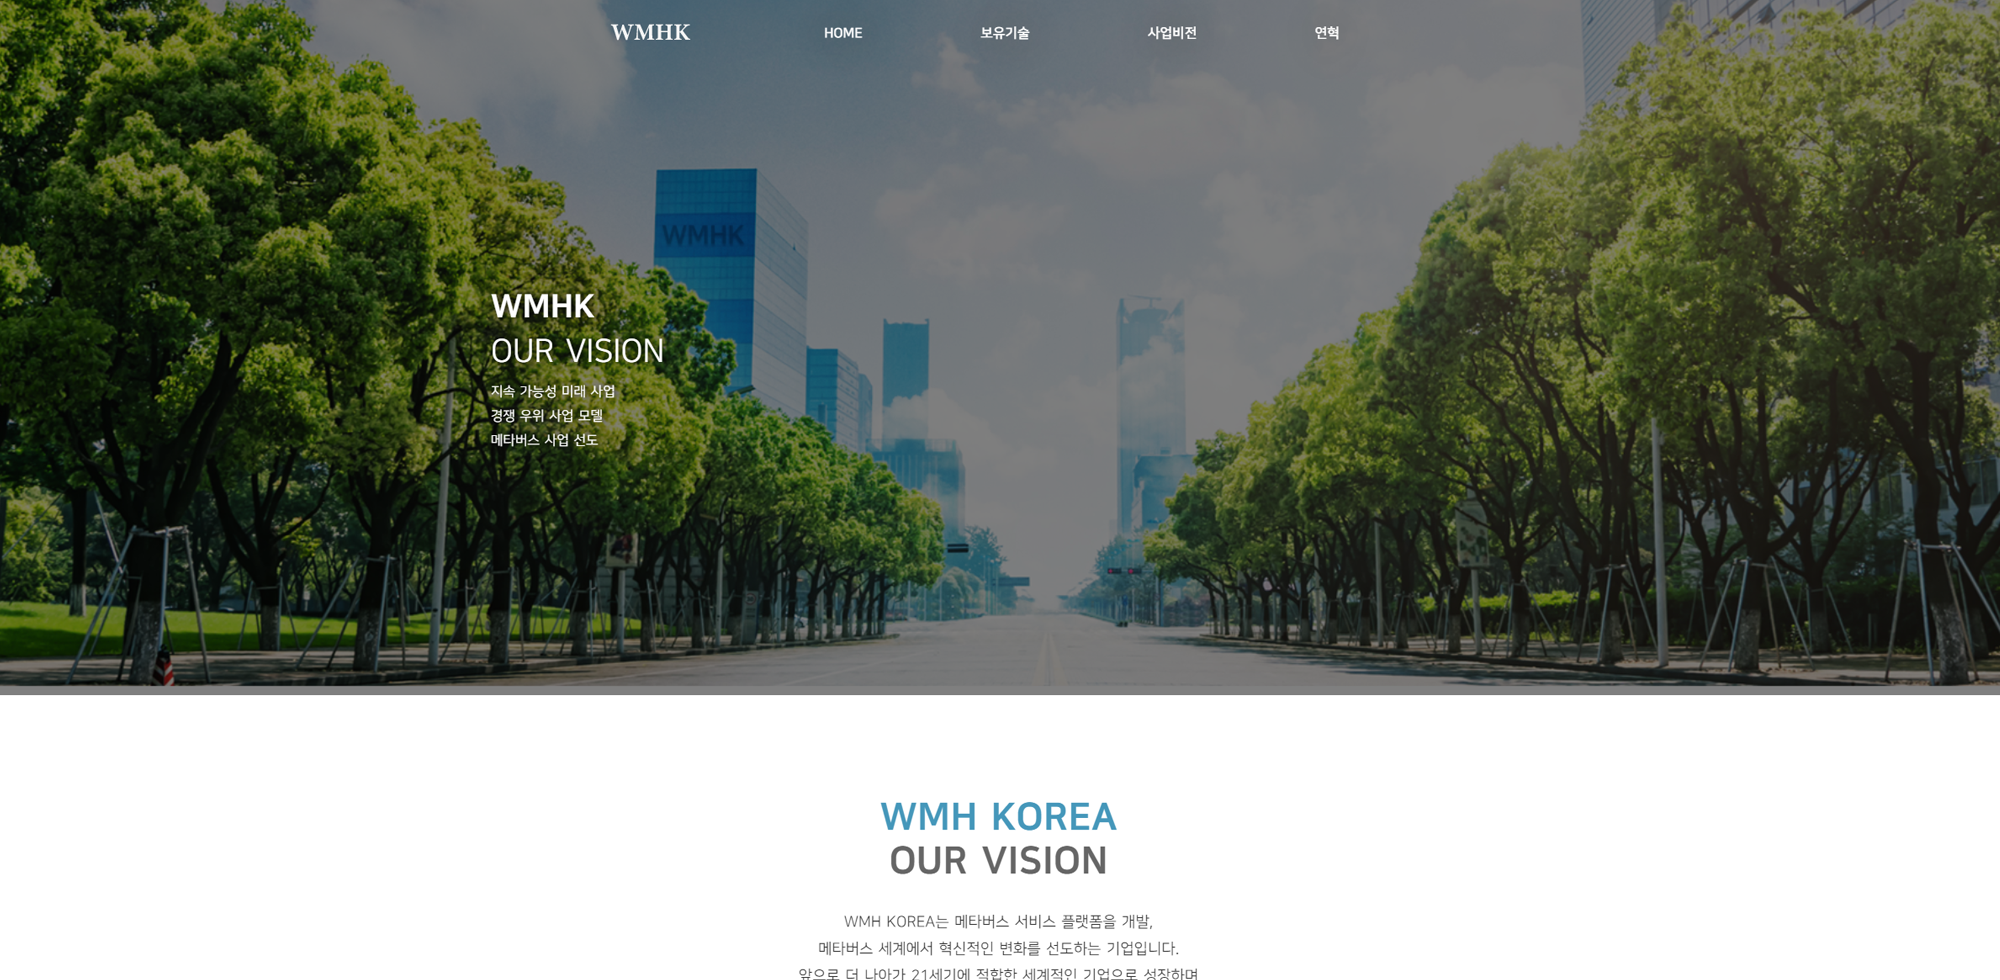 WMHK HOME 보유기술 사업비전 연혁
WMHK
WMHK
OUR VISION
지속 가능성 미래 사업
경쟁 우위 사업 모델
메타버스 사업 선도
WMH KOREA
OUR VISION
WMH KOREA는 메타버스 서비스 플랫폼을 개발,
메타버스 세계에서 혁신적인 변화를 선도하는 기업입니다.
앞으로 더 나아가 21세기에 적합한 세계적인 기업으로 성장하며